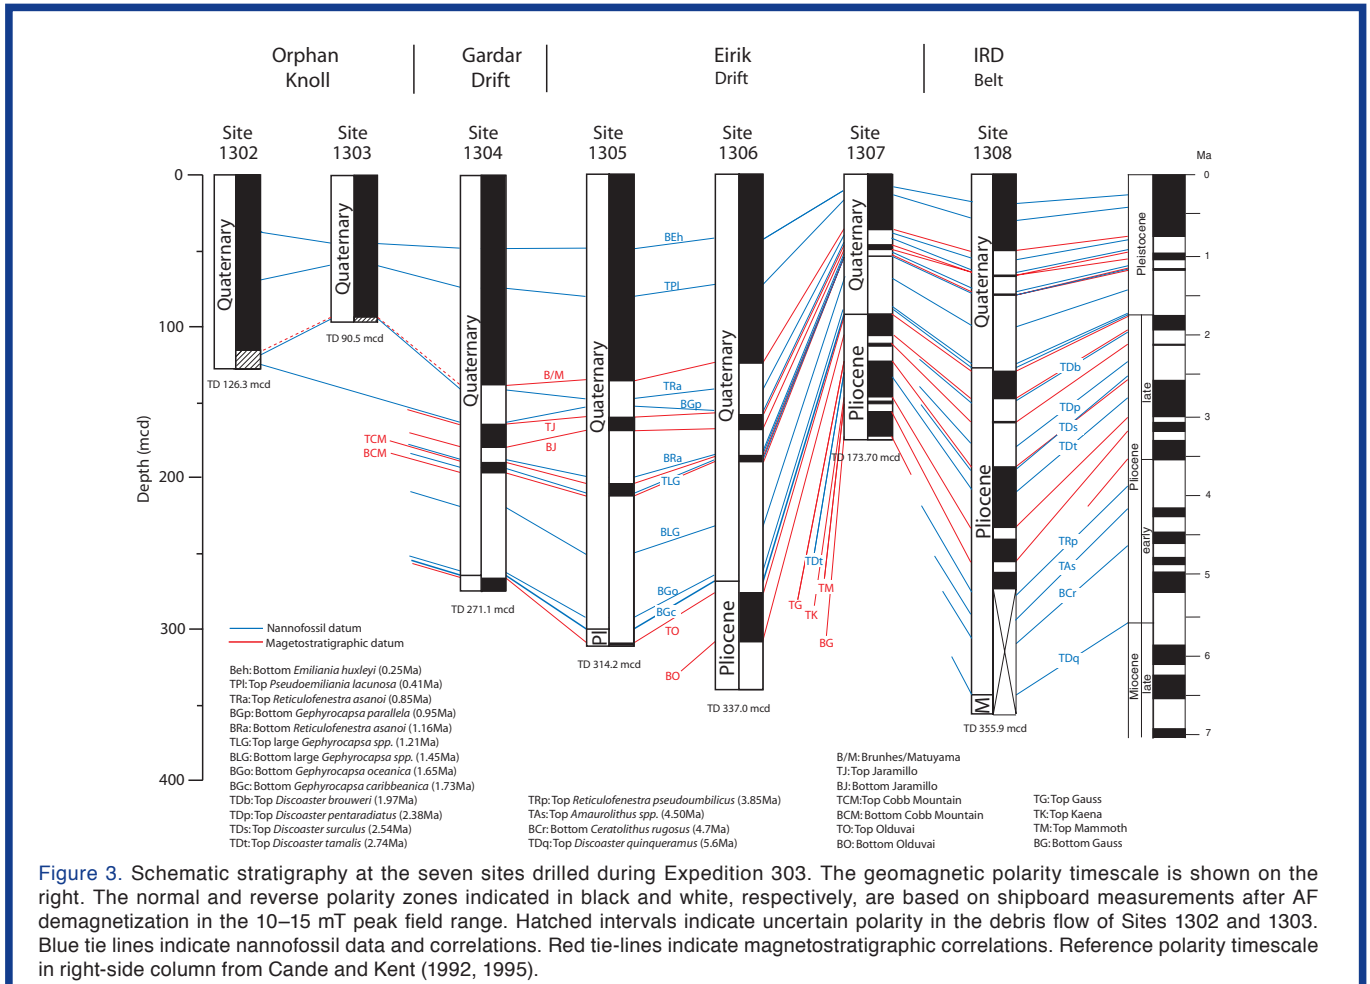 Orphan
Knoll
Gardar
Drift
Eirik
Drift
IRD
Belt
Site
1302
Site
1303
Site
1304
Site
1305
Site
1306
Site
1307
Site
1308
Ma
0
100
200
300
400
Depth (mcd)
Quaternary
TD 126.3 mcd
Quaternary
TD 90.5 mcd
Quaternary
TD 271.1 mcd
Quaternary
Pl
TD 314.2 mcd
Quaternary
Pliocene
TD 337.0 mcd
Quaternary
Pliocene
TD 173.70 mcd
Quaternary
Pliocene
M
TD 355.9 mcd
Pleistocene
Pliocene
late
early
Miocene
late
0
1
2
3
4
5
6
7
TCM
BCM
B/M
TJ
BJ
BEh
TPl
TRa
BGp
BRa
TLG
BLG
BGo
BGc
TO
BO
TDt
TG
TK
TM
BG
TDb
TDp
TDs
TDt
TRp
TAs
BCr
TDq
Nannofossil datum
Magetostratigraphic datum
Beh: Bottom Emiliania huxleyi (0.25Ma)
TPl: Top Pseudoemiliania lacunosa (0.41Ma)
TRa: Top Reticulofenestra asanoi (0.85Ma)
BGp: Bottom Gephyrocapsa parallela (0.95Ma)
BRa: Bottom Reticulofenestra asanoi (1.16Ma)
TLG: Top large Gephyrocapsa spp. (1.21Ma)
BLG: Bottom large Gephyrocapsa spp. (1.45Ma)
BGo: Bottom Gephyrocapsa oceanica (1.65Ma)
BGc: Bottom Gephyrocapsa caribbeanica (1.73Ma)
TDb: Top Discoaster brouweri (1.97Ma)
TDp: Top Discoaster pentaradiatus (2.38Ma)
TDs: Top Discoaster surculus (2.54Ma)
TDt: Top Discoaster tamalis (2.74Ma)
TRp: Top Reticulofenestra pseudoumbilicus (3.85Ma)
TAs: Top Amaurolithus spp. (4.50Ma)
BCr: Bottom Ceratolithus rugosus (4.7Ma)
TDq: Top Discoaster quinqueramus (5.6Ma)
B/M: Brunhes/Matuyama
TJ: Top Jaramillo
BJ: Bottom Jaramillo
TCM: Top Cobb Mountain
BCM: Bottom Cobb Mountain
TO: Top Olduvai
BO: Bottom Olduvai
TG: Top Gauss
TK: Top Kaena
TM: Top Mammoth
BG: Bottom Gauss
Figure 3. Schematic stratigraphy at the seven sites drilled during Expedition 303. The geomagnetic polarity timescale is shown on the
right. The normal and reverse polarity zones indicated in black and white, respectively, are based on shipboard measurements after AF
demagnetization in the 10–15 mT peak field range. Hatched intervals indicate uncertain polarity in the debris flow of Sites 1302 and 1303.
Blue tie lines indicate nannofossil data and correlations. Red tie-lines indicate magnetostratigraphic correlations. Reference polarity timescale
in right-side column from Cande and Kent (1992, 1995).